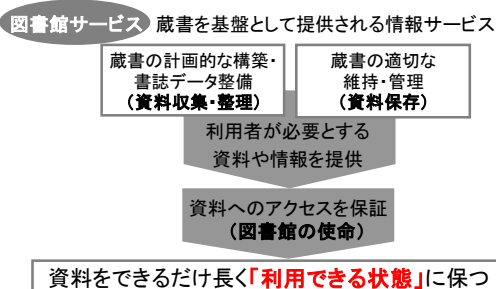 図書館サービス 蔵書を基盤として提供される情報サービス
蔵書の計画的な構築・
書誌データ整備
（資料収集・整理）
蔵書の適切な
維持・管理
（資料保存）
利用者が必要とする
資料や情報を提供
資料へのアクセスを保証
（図書館の使命）
資料をできるだけ長く「利用できる状態」に保つ